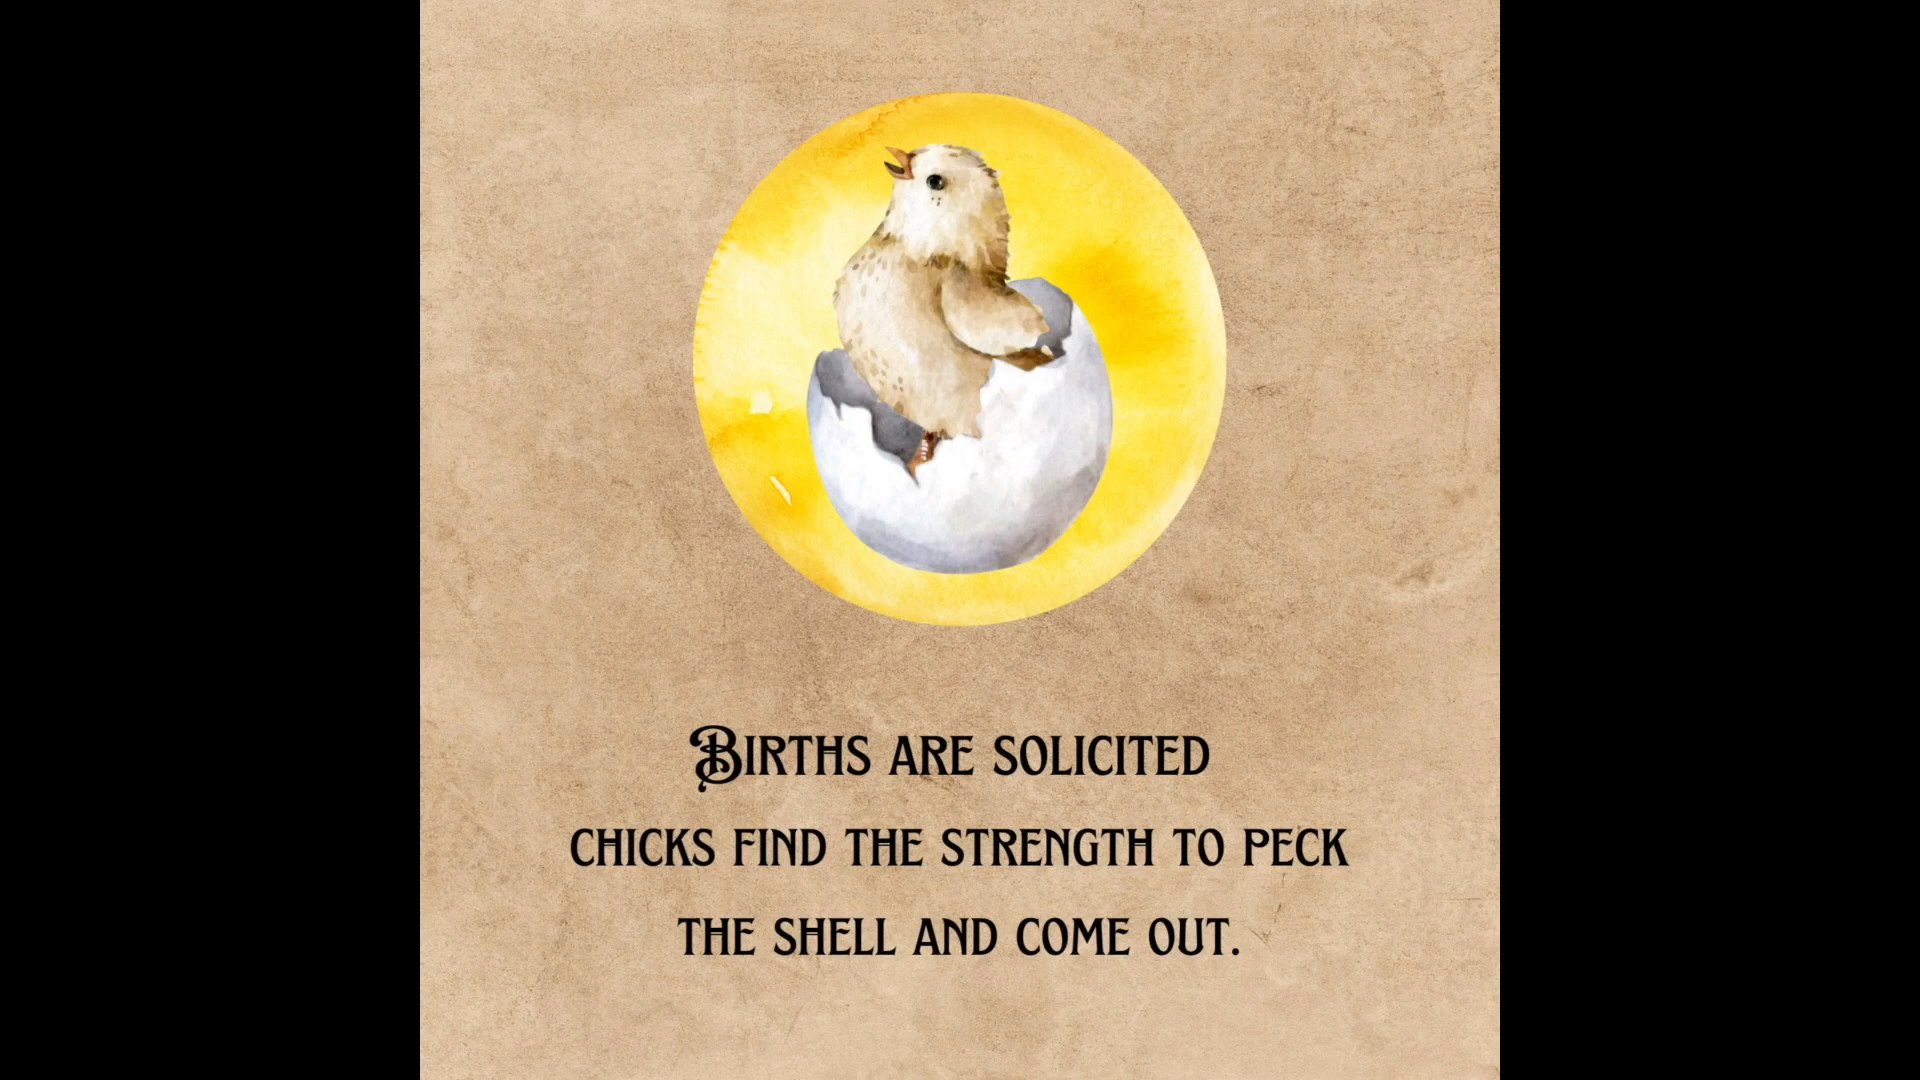 Births are solicited
chicks find the strength to peck
the shell and come out.